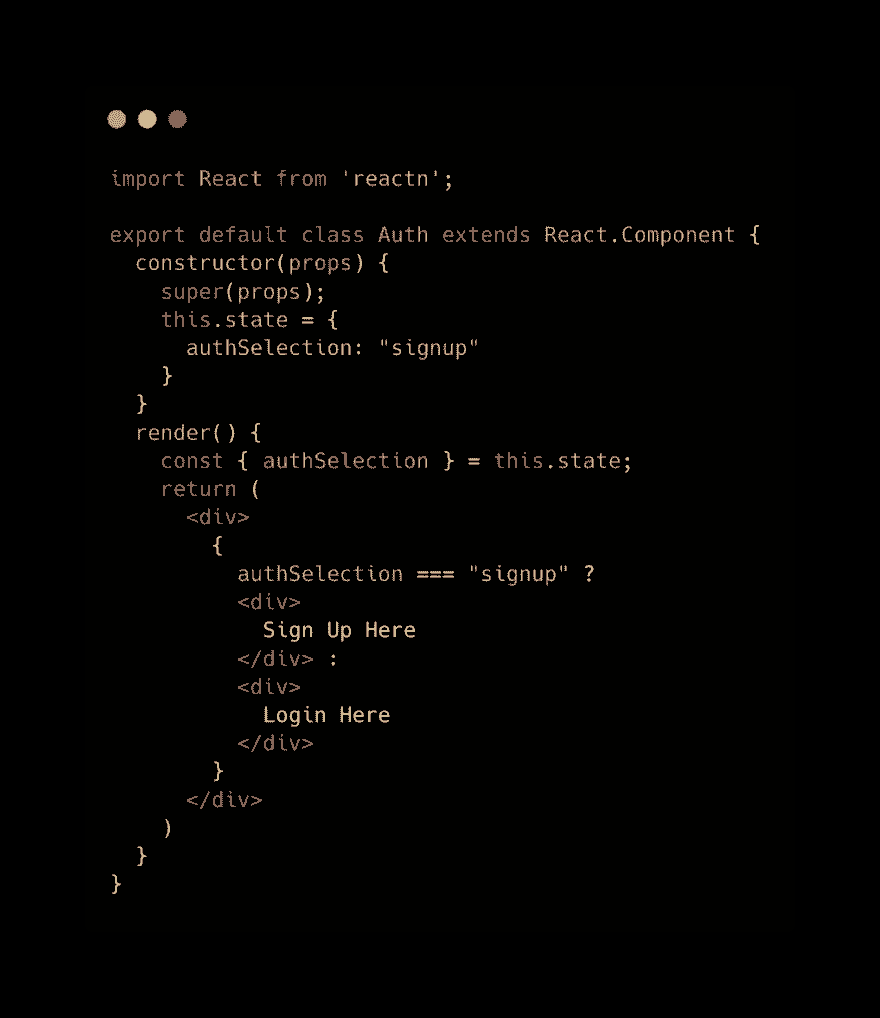 import React from 'reactn';

export default class Auth extends React.Component {
  constructor(props) {
    super(props);
    this.state = {
      authSelection: "signup"
    }
  }
  render() {
    const { authSelection } = this.state;
    return (
      <div>
        {
          authSelection === "signup" ?
          <div>
            Sign Up Here
          </div> :
          <div>
            Login Here
          </div>
        }
      </div>
    )
  }
}